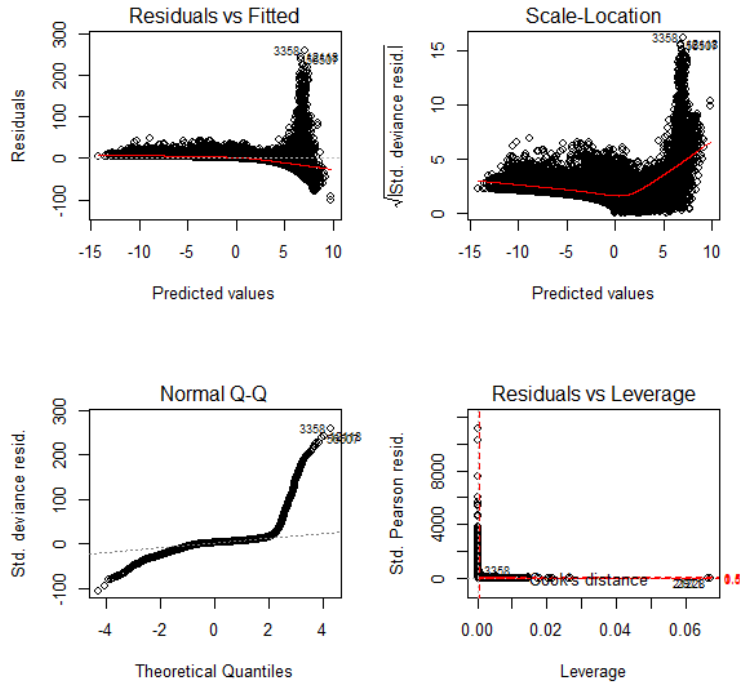 Residuals vs Fitted
Residuals
-100 0 100 200 300
3358
-15 -10 -5 0 5 10
Predicted values
Scale-Location
√|Std. deviance resid.|
0 5 10 15
3358
-15 -10 -5 0 5 10
Predicted values
Normal Q-Q
Std. deviance resid.
-100 0 100 200 300
3358
-4 -2 0 2 4
Theoretical Quantiles
Residuals vs Leverage
Std. Pearson resid.
0 4000 8000
3358
Cook's distance
0.00 0.02 0.04 0.06
Leverage